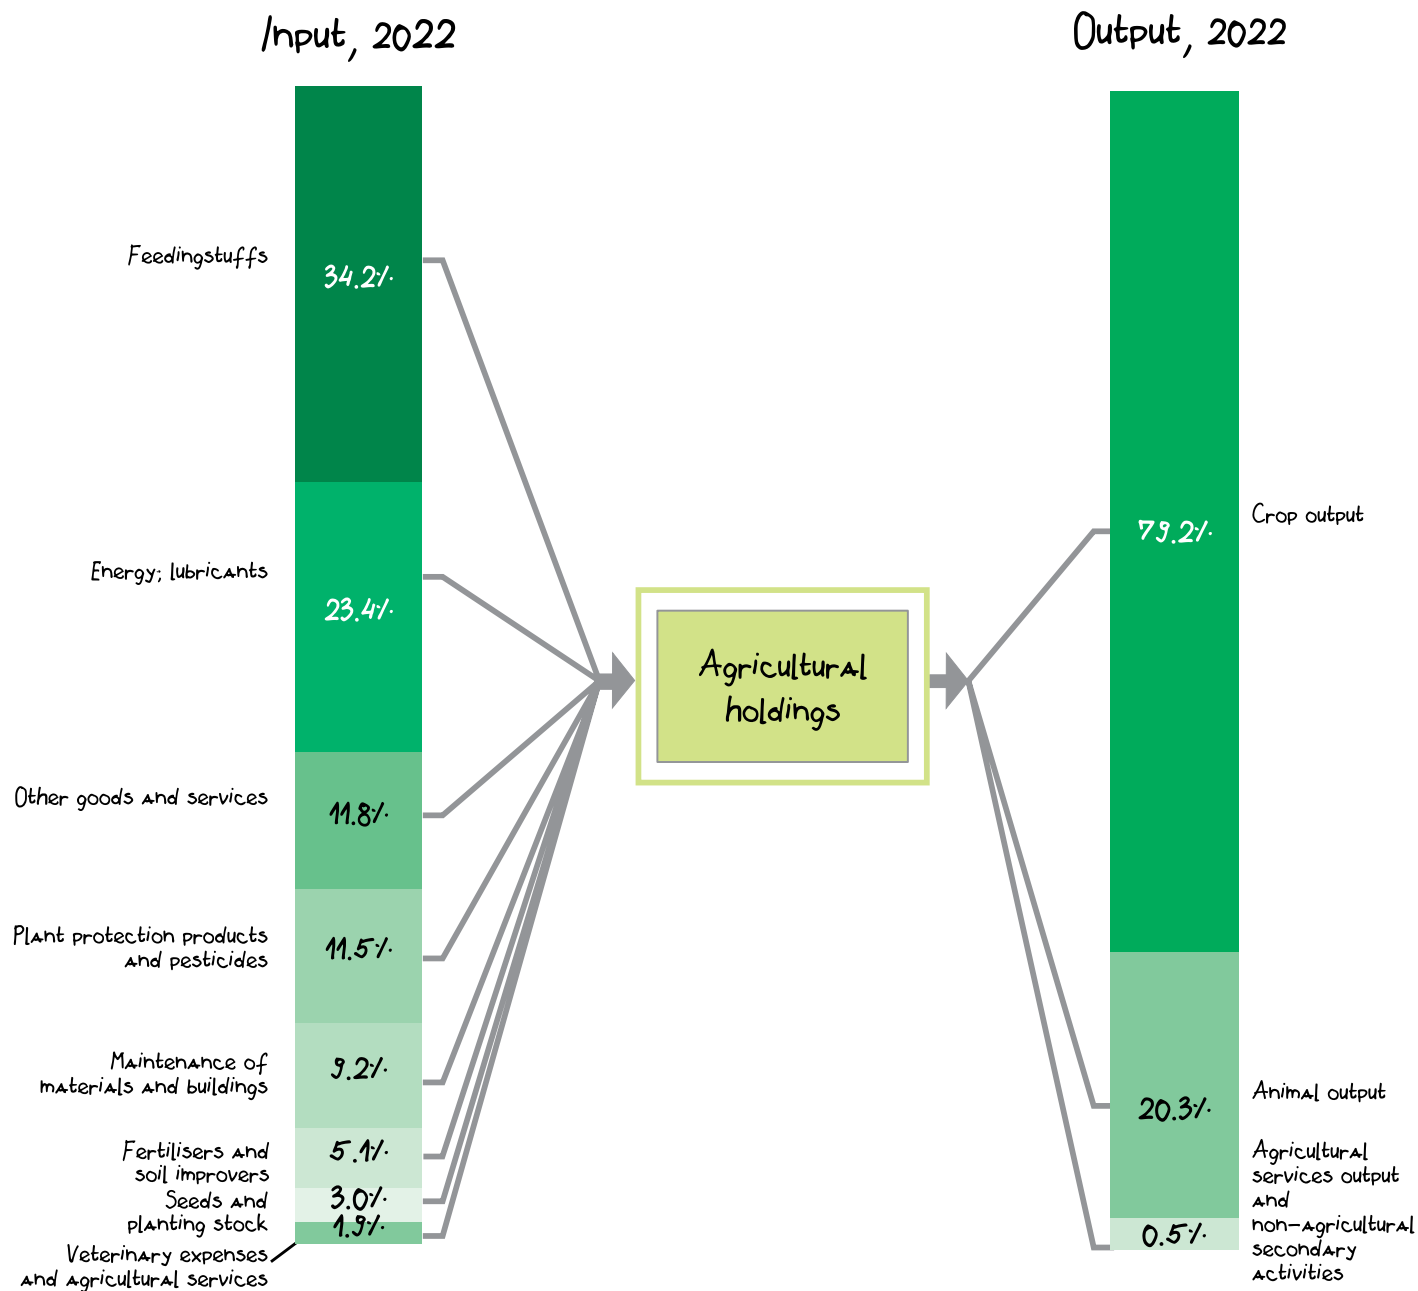 Input, 2022
Output, 2022
Feedingstuffs
34.2%
Energy; lubricants
23.4%
Other goods and services
11.8%
Plant protection products
and pesticides
11.5%
Maintenance of
materials and buildings
9.2%
Fertilisers and
soil improvers
5.1%
Seeds and
planting stock
3.0%
1.9%
Veterinary expenses
and agricultural services
Agricultural
holdings
79.2%
Crop output
20.3%
Animal output
Agricultural
services output
and
non-agricultural
secondary
activities
0.5%